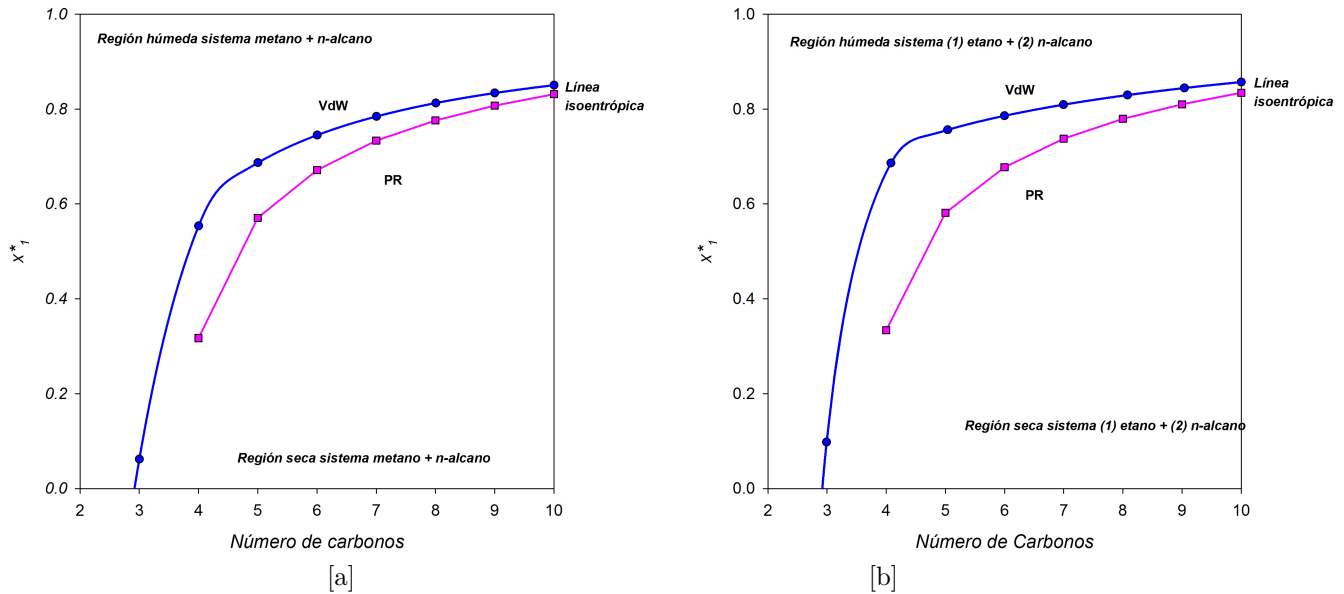 1.0
Región húmeda sistema metano + n-alcano
0.8
VdW
Línea
isoentrópica
PR
0.6
x*1
0.4
0.2
Región seca sistema metano + n-alcano
0.0
2 3 4 5 6 7 8 9 10
Número de carbonos
[a]
1.0
Región húmeda sistema (1) etano + (2) n-alcano
0.8
VdW
Línea
isoentrópica
PR
0.6
x*1
0.4
0.2
Región seca sistema (1) etano + (2) n-alcano
0.0
2 3 4 5 6 7 8 9 10
Número de Carbonos
[b]